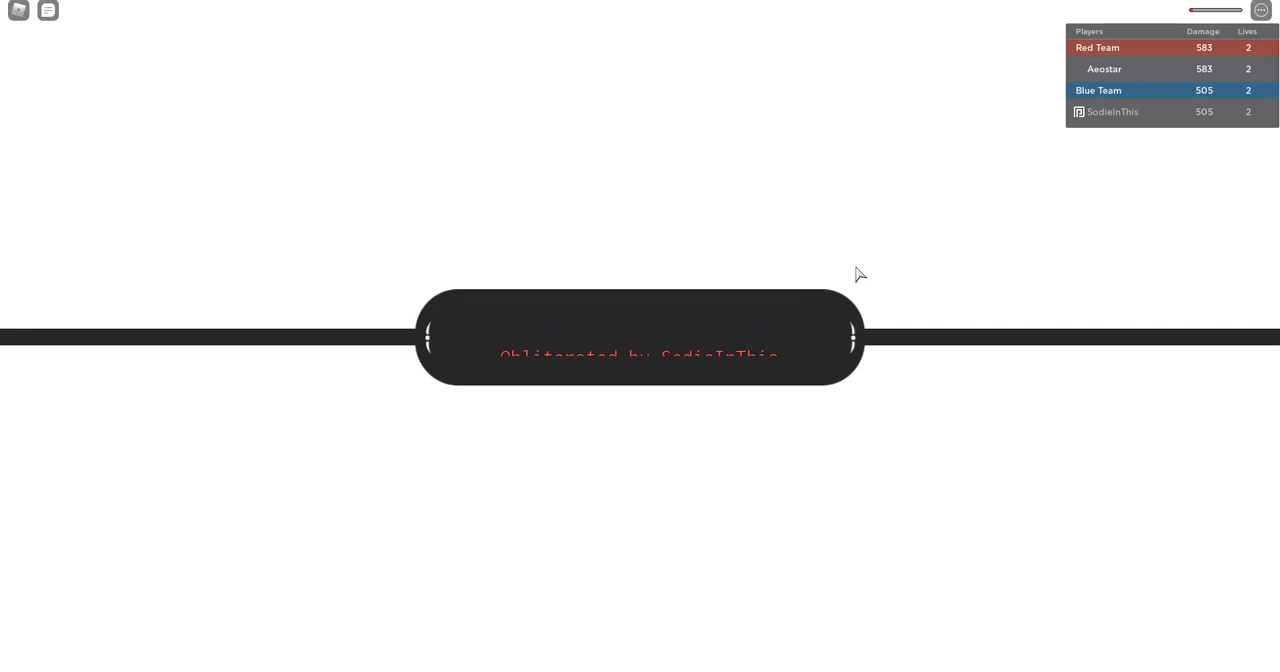 Players Damage Lives
Red Team 583 2
Aeostar 583 2
Blue Team 505 2
SodieInThis 505 2
Obliterated by SodieInThis